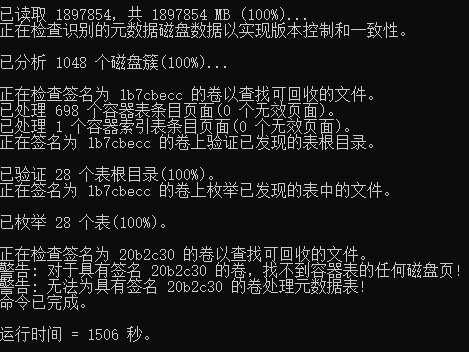 已读取 1897854, 共 1897854 MB (100%)...
正在检查识别的元数据磁盘数据以实现版本控制和一致性。
已分析 1048 个磁盘簇(100%)...
正在检查签名为 1b7cbecc 的卷以查找可回收的文件。
已处理 698 个容器表条目页面(0 个无效页面)。
已处理 1 个容器索引表条目页面(0 个无效页面)。
正在签名为 1b7cbecc 的卷上验证已发现的表根目录。
已验证 28 个表根目录(100%)。
正在签名为 1b7cbecc 的卷上枚举已发现的表中的文件。
已枚举 28 个表(100%)。
正在检查签名为 20b2c30 的卷以查找可回收的文件。
警告: 对于具有签名 20b2c30 的卷, 找不到容器表的任何磁盘页!
警告: 无法为具有签名 20b2c30 的卷处理元数据表!
命令已完成。
运行时间 = 1506 秒。